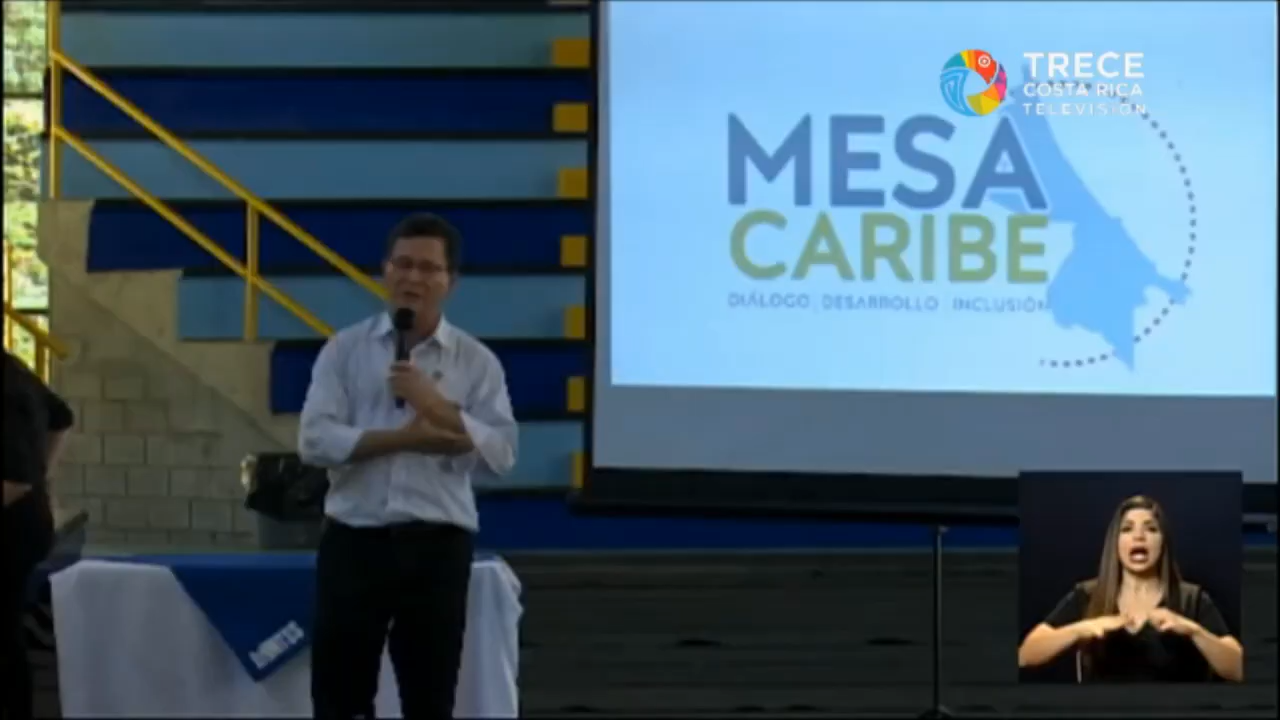 TRECE
COSTA RICA
TELEVISIÓN
MESA
CARIBE
DIÁLOGO | DESARROLLO | INCLUSIÓN